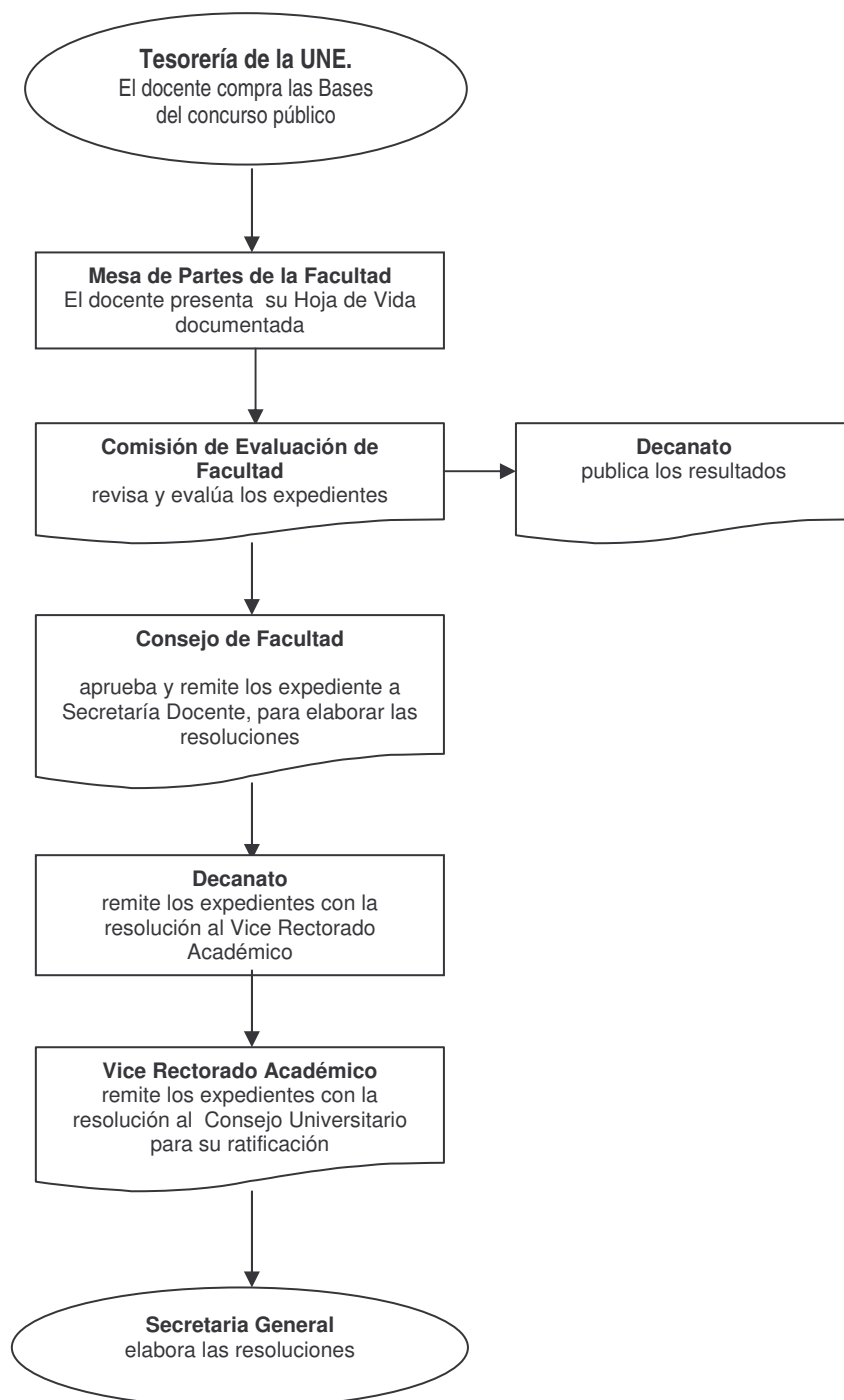 Tesorería de la UNE.
El docente compra las Bases
del concurso público
Mesa de Partes de la Facultad
El docente presenta su Hoja de Vida
documentada
Comisión de Evaluación de
Facultad
revisa y evalúa los expedientes
Decanato
publica los resultados
Consejo de Facultad
aprueba y remite los expediente a
Secretaría Docente, para elaborar las
resoluciones
Decanato
remite los expedientes con la
resolución al Vice Rectorado
Académico
Vice Rectorado Académico
remite los expedientes con la
resolución al Consejo Universitario
para su ratificación
Secretaria General
elabora las resoluciones